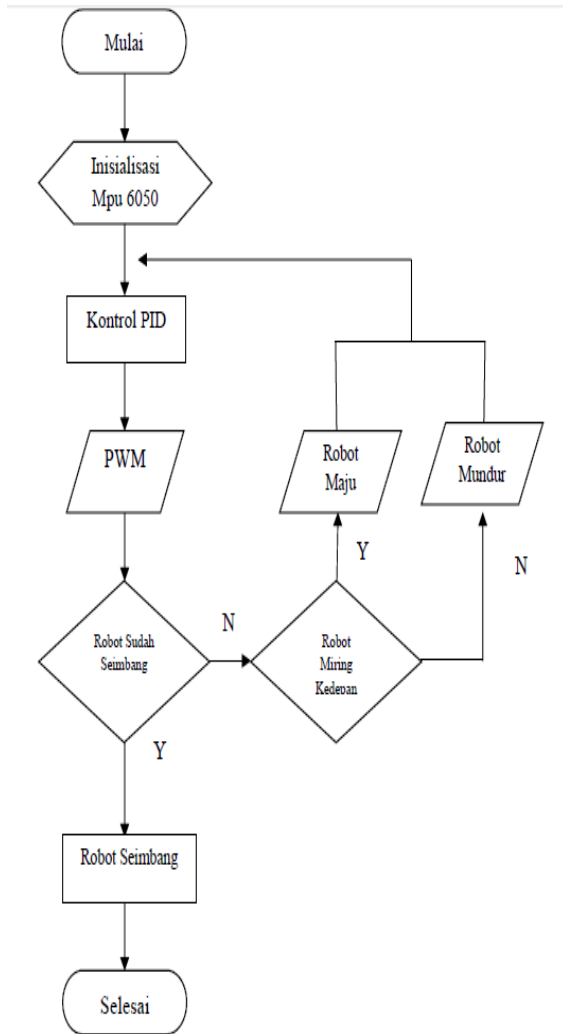 Mulai
Inisialisasi
Mpu 6050
Kontrol PID
PWM
Robot
Maju
Robot
Mundur
Y
N
Robot Sudah
Seimbang
N
Robot
Miring
Kedepan
Y
Robot Seimbang
Selesai